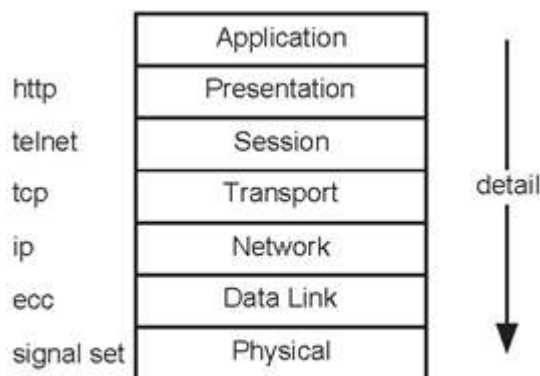 Application
http Presentation
telnet Session
tcp Transport
detail
ip Network
ecc Data Link
signal set Physical